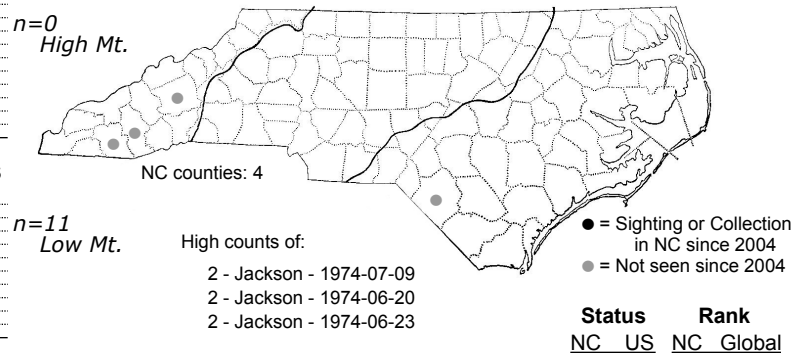 n=0
High Mt.
NC counties: 4
n=11
Low Mt.
High counts of:
2 - Jackson - 1974-07-09
2 - Jackson - 1974-06-20
2 - Jackson - 1974-06-23
● = Sighting or Collection
in NC since 2004
● = Not seen since 2004
Status Rank
NC US NC Global